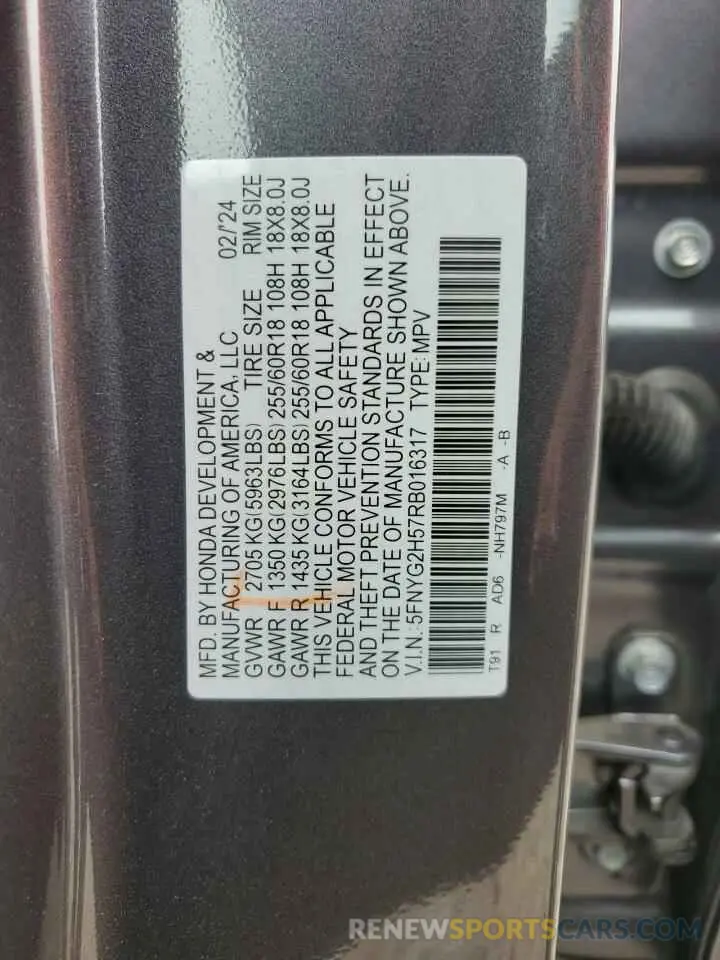 MFD. BY HONDA DEVELOPMENT &
MANUFACTURING OF AMERICA, LLC 02/'24
GVWR 2705 KG(5963LBS) TIRE SIZE RIM SIZE
GAWR F 1350 KG(2976LBS) 255/60R18 108H 18X8.0J
GAWR R 1435 KG(3164LBS) 255/60R18 108H 18X8.0J
THIS VEHICLE CONFORMS TO ALL APPLICABLE
FEDERAL MOTOR VEHICLE SAFETY
AND THEFT PREVENTION STANDARDS IN EFFECT
ON THE DATE OF MANUFACTURE SHOWN ABOVE.
V.I.N.:5FNYG2H57RB016317 TYPE:MPV
T91 R AD6 -NH797M -A -B
RENEWSPORTSCARS.COM